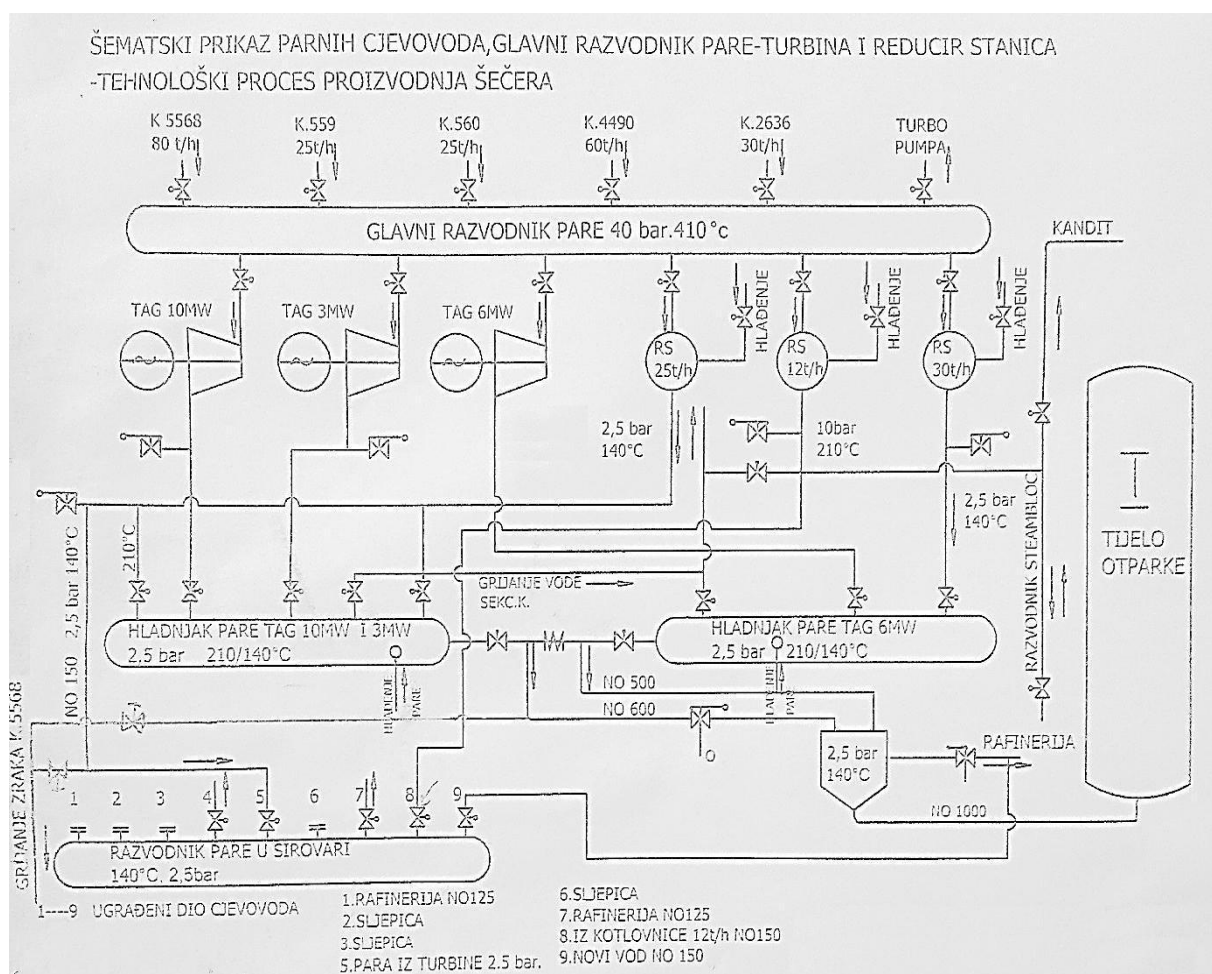 ŠEMATSKI PRIKAZ PARNIH CJEVOVODA,GLAVNI RAZVODNIK PARE-TURBINA I REDUCIR STANICA
-TEHNOLOŠKI PROCES PROIZVODNJA ŠEČERA
K 5568
80 t/h
K.559
25t/h
K.560
25t/h
K.4490
60t/h
K.2636
30t/h
TURBO
PUMPA
GLAVNI RAZVODNIK PARE 40 bar.410°c
KANDIT
TAG 10MW
TAG 3MW
TAG 6MW
HLAĐENJE
HLAĐENJE
HLAĐENJE
RS
25t/h
RS
12t/h
RS
30t/h
2,5 bar
140°C
10bar
210°C
2,5 bar
140°C
TIJELO
OTPARKE
RAZVODNIK STEAMBLOC
NO 150 2,5 bar 140°C
210°C
GRIJANJE VODE
SEKC.K.
HLADNJAK PARE TAG 10MW I 3MW
2.5 bar 210/140°C
HLADNJAK PARE TAG 6MW
2,5 bar 210/140°C
HLAĐENJE
PARE
HLAĐENJE
PARE
NO 500
NO 600
2,5 bar
140°C
RAFINERIJA
NO 1000
GRIJANJE ZRAKA K.5568
1 2 3 4 5 6 7 8 9
RAZVODNIK PARE U SIROVARI
140°C, 2,5bar
1----9 UGRAĐENI DIO CJEVOVODA
1.RAFINERIJA NO125
2.SLJEPICA
3.SLJEPICA
5.PARA IZ TURBINE 2.5 bar.
6.SLJEPICA
7.RAFINERIJA NO125
8.IZ KOTLOVNICE 12t/h NO150
9.NOVI VOD NO 150